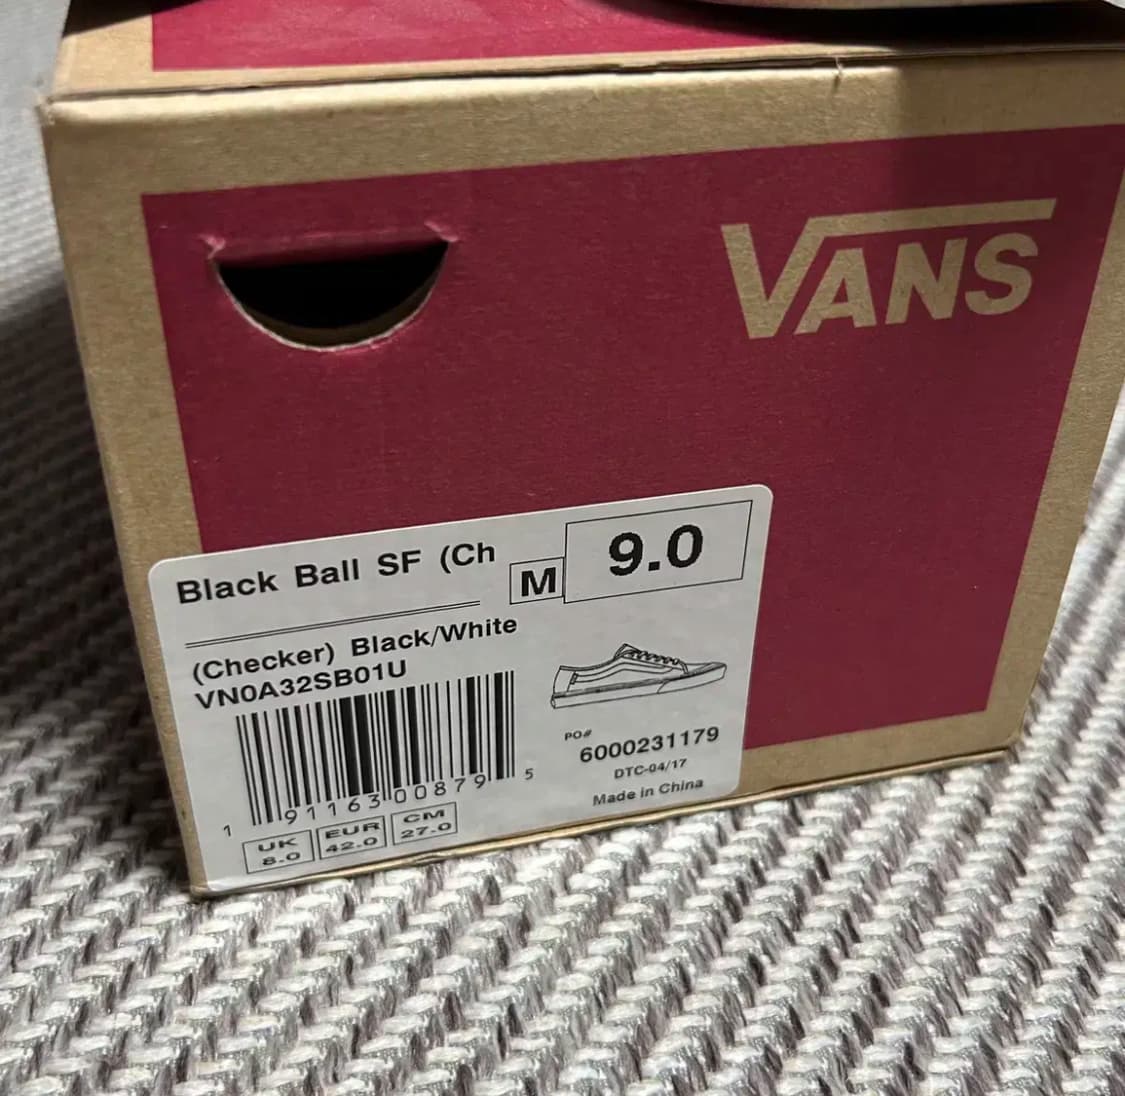 VANS
Black Ball SF (Ch
M
9.0
(Checker) Black/White
VN0A32SB01U
PO#
6000231179
DTC-04/17
Made in China
1 91163 00879 5
UK
8.0
EUR
42.0
CM
27.0